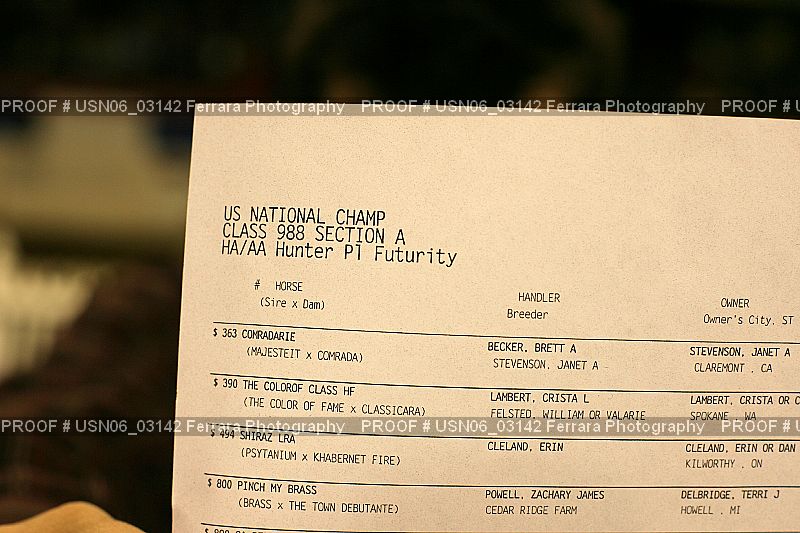 PROOF # USN06_03142 Ferrara Photography PROOF # USN06_03142 Ferrara Photography PROOF #
US NATIONAL CHAMP
CLASS 988 SECTION A
HA/AA Hunter Pl Futurity
# HORSE HANDLER OWNER
(Sire x Dam) Breeder Owner's City, ST
$ 363 COMRADARIE BECKER, BRETT A STEVENSON, JANET A
(MAJESTEIT x COMRADA) STEVENSON, JANET A CLAREMONT , CA
$ 390 THE COLOROF CLASS HF LAMBERT, CRISTA L LAMBERT, CRISTA OR C
(THE COLOR OF FAME x CLASSICARA) FELSTED, WILLIAM OR VALARIE SPOKANE , WA
PROOF # USN06_03142 Ferrara Photography PROOF # USN06_03142 Ferrara Photography PROOF #
$ 494 SHIRAZ LRA CLELAND, ERIN CLELAND, ERIN OR DAN
(PSYTANIUM x KHABERNET FIRE) KILWORTHY , ON
$ 800 PINCH MY BRASS POWELL, ZACHARY JAMES DELBRIDGE, TERRI J
(BRASS x THE TOWN DEBUTANTE) CEDAR RIDGE FARM HOWELL , MI